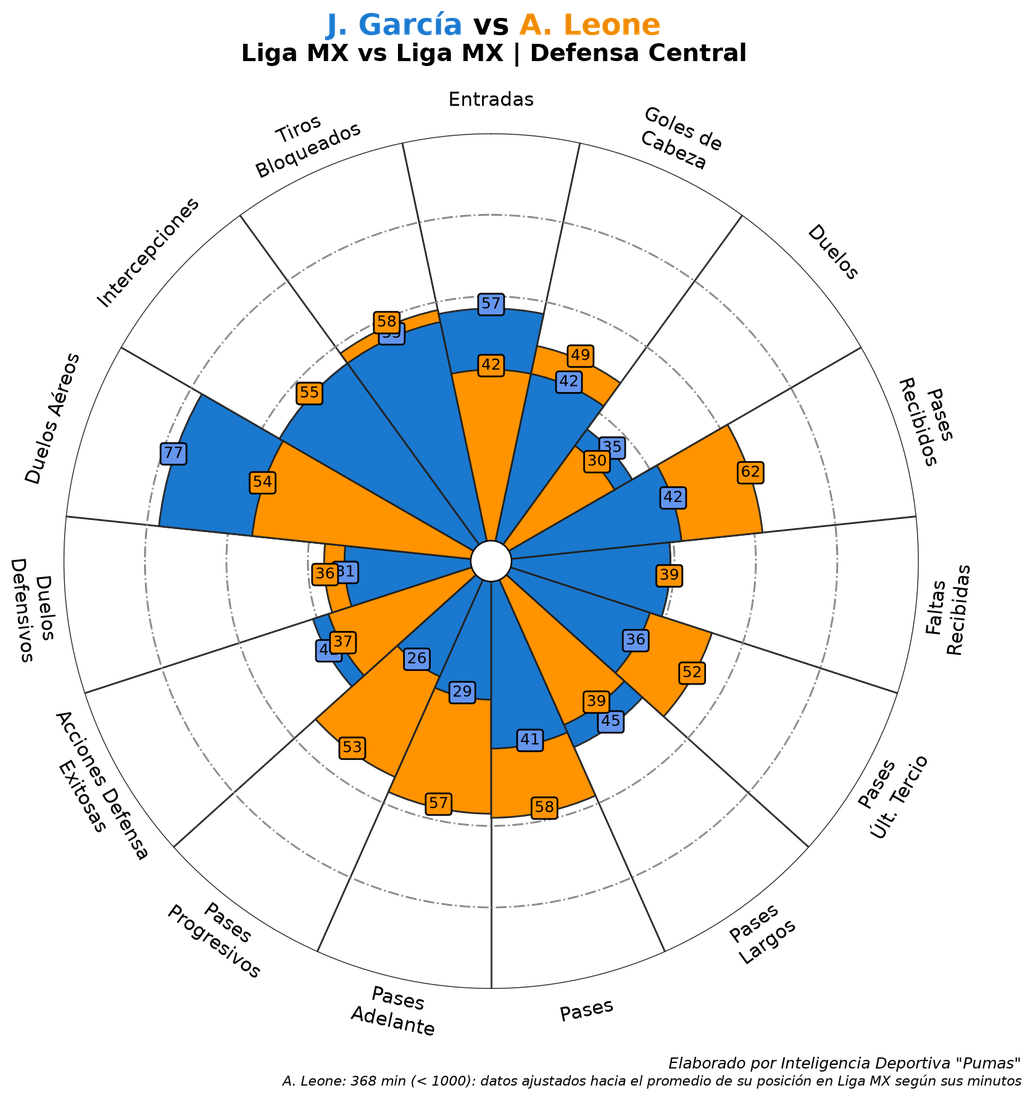 J. García vs A. Leone
Liga MX vs Liga MX | Defensa Central
Entradas
57
42
Goles de
Cabeza
49
42
Duelos
35
30
Pases
Recibidos
62
42
Faltas
Recibidas
39
Pases
Últ. Tercio
36
52
Pases
Largos
39
45
Pases
41
58
Pases
Adelante
29
57
Pases
Progresivos
26
53
Acciones Defensa
Exitosas
37
Duelos
Defensivos
36
31
Duelos Aéreos
77
54
Intercepciones
55
Tiros
Bloqueados
58
Elaborado por Inteligencia Deportiva "Pumas"
A. Leone: 368 min (< 1000): datos ajustados hacia el promedio de su posición en Liga MX según sus minutos